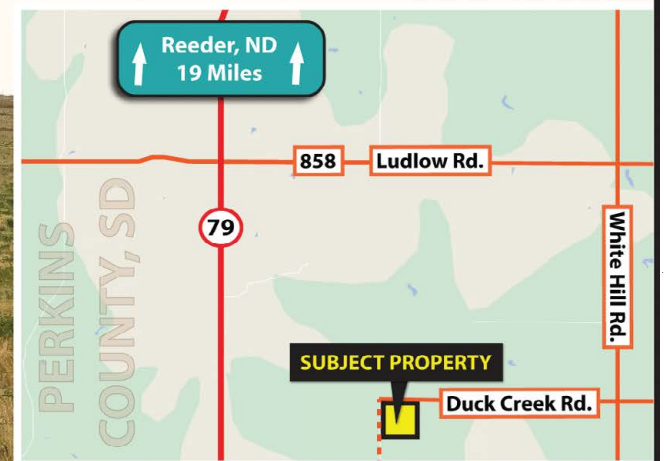 Reeder, ND
19 Miles
858
Ludlow Rd.
79
PERKINS
COUNTY, SD
White Hill Rd.
SUBJECT PROPERTY
Duck Creek Rd.